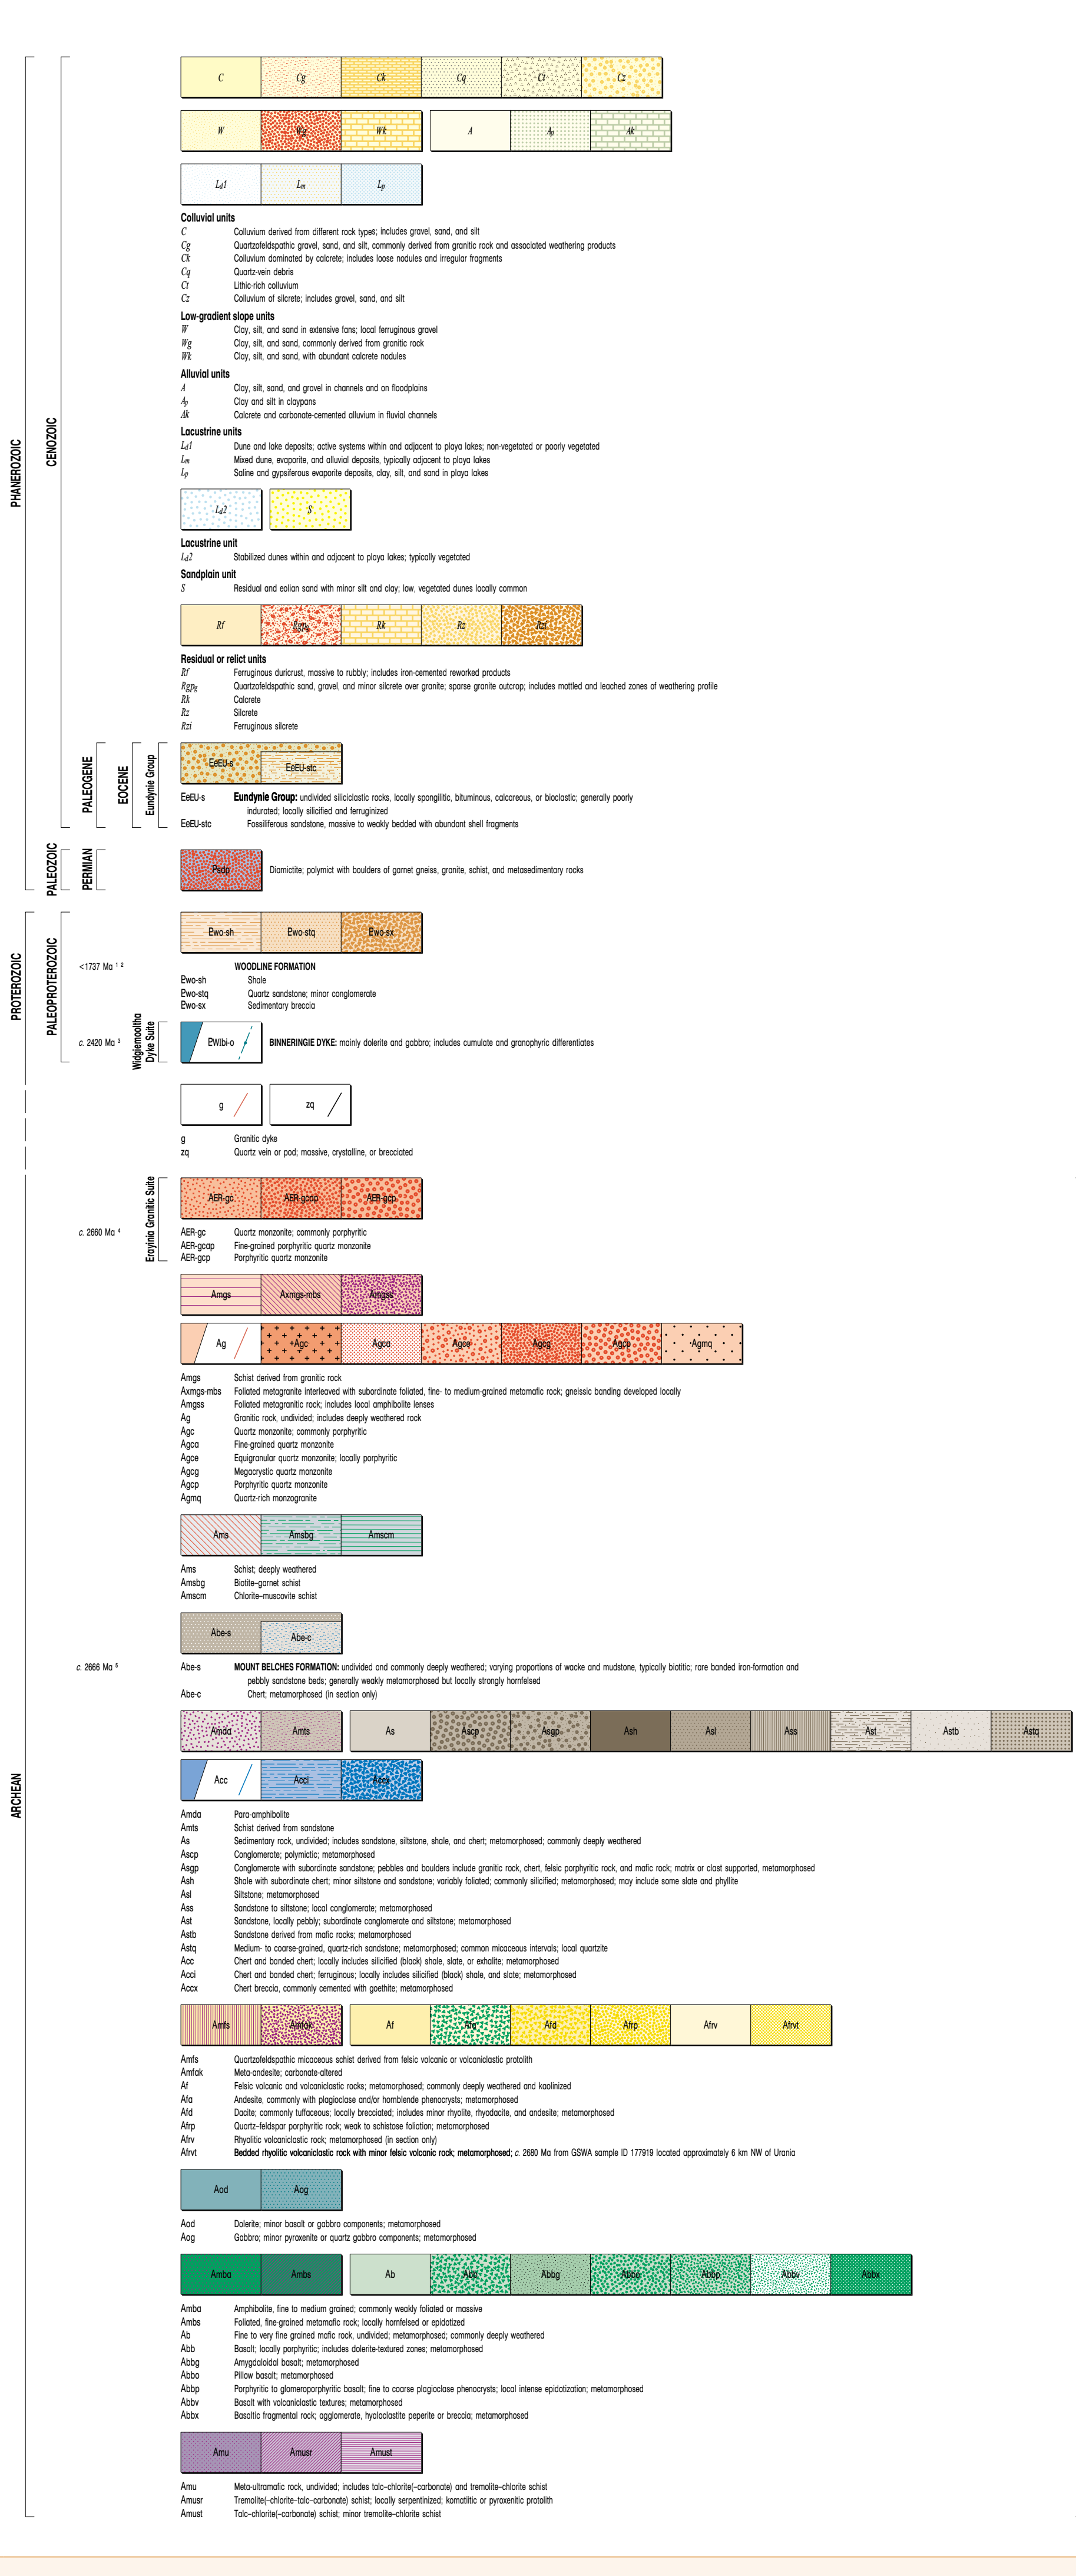 C Cg Ck Cq Ct Cz
W Wg Wk A Ap Ak
Ld1 Lm Lp
Colluvial units
C Colluvium derived from different rock types; includes gravel, sand, and silt
Cg Quartzofeldspathic gravel, sand, and silt, commonly derived from granitic rock and associated weathering products
Ck Colluvium dominated by calcrete; includes loose nodules and irregular fragments
Cq Quartz-vein debris
Ct Lithic-rich colluvium
Cz Colluvium of silcrete; includes gravel, sand, and silt
Low-gradient slope units
W Clay, silt, and sand in extensive fans; local ferruginous gravel
Wg Clay, silt, and sand, commonly derived from granitic rock
Wk Clay, silt, and sand, with abundant calcrete nodules
Alluvial units
A Clay, silt, sand, and gravel in channels and on floodplains
Ap Clay and silt in claypans
Ak Calcrete and carbonate-cemented alluvium in fluvial channels
Lacustrine units
Ld1 Dune and lake deposits; active systems within and adjacent to playa lakes; non-vegetated or poorly vegetated
Lm Mixed dune, evaporite, and alluvial deposits, typically adjacent to playa lakes
Lp Saline and gypsiferous evaporite deposits, clay, silt, and sand in playa lakes
PHANEROZOIC
CENOZOIC
Ld2 S
Lacustrine unit
Ld2 Stabilized dunes within and adjacent to playa lakes; typically vegetated
Sandplain unit
S Residual and eolian sand with minor silt and clay; low, vegetated dunes locally common
Rf Rgpg Rk Rz Rzi
Residual or relict units
Rf Ferruginous duricrust, massive to rubbly; includes iron-cemented reworked products
Rgpg Quartzofeldspathic sand, gravel, and minor silcrete over granite; sparse granite outcrop; includes mottled and leached zones of weathering profile
Rk Calcrete
Rz Silcrete
Rzi Ferruginous silcrete
PALEOGENE
EOCENE
Eundynie Group
EeEU-s EeEU-stc
EeEU-s Eundynie Group: undivided siliciclastic rocks, locally spongilitic, bituminous, calcareous, or bioclastic; generally poorly
indurated; locally silicified and ferruginized
EeEU-stc Fossiliferous sandstone, massive to weakly bedded with abundant shell fragments
PALEOZOIC
PERMIAN
Psdp Diamictite; polymict with boulders of garnet gneiss, granite, schist, and metasedimentary rocks
PROTEROZOIC
PALEOPROTEROZOIC
Pwo-sh Pwo-stq Pwo-sx
<1737 Ma 1 2 WOODLINE FORMATION
Pwo-sh Shale
Pwo-stq Quartz sandstone; minor conglomerate
Pwo-sx Sedimentary breccia
c. 2420 Ma 3
Widgiemooltha
Dyke Suite
PWIbi-o BINNERINGIE DYKE: mainly dolerite and gabbro; includes cumulate and granophyric differentiates
g zq
g Granitic dyke
zq Quartz vein or pod; massive, crystalline, or brecciated
Erayinia Granitic Suite
AER-gc AER-gcap AER-gcp
c. 2660 Ma 4
AER-gc Quartz monzonite; commonly porphyritic
AER-gcap Fine-grained porphyritic quartz monzonite
AER-gcp Porphyritic quartz monzonite
Amgs Axmgs-mbs Amgss
Ag Agc Agca Agce Agcg Agcp Agmq
Amgs Schist derived from granitic rock
Axmgs-mbs Foliated metagranite interleaved with subordinate foliated, fine- to medium-grained metamafic rock; gneissic banding developed locally
Amgss Foliated metagranitic rock; includes local amphibolite lenses
Ag Granitic rock, undivided; includes deeply weathered rock
Agc Quartz monzonite; commonly porphyritic
Agca Fine-grained quartz monzonite
Agce Equigranular quartz monzonite; locally porphyritic
Agcg Megacrystic quartz monzonite
Agcp Porphyritic quartz monzonite
Agmq Quartz-rich monzogranite
Ams Amsbg Amscm
Ams Schist; deeply weathered
Amsbg Biotite–garnet schist
Amscm Chlorite–muscovite schist
Abe-s Abe-c
c. 2666 Ma 5
Abe-s MOUNT BELCHES FORMATION: undivided and commonly deeply weathered; varying proportions of wacke and mudstone, typically biotitic; rare banded iron-formation and
pebbly sandstone beds; generally weakly metamorphosed but locally strongly hornfelsed
Abe-c Chert; metamorphosed (in section only)
Amda Amts As Ascp Asgp Ash Asl Ass Ast Astb Astq
Acc Acci Accx
ARCHEAN
Amda Para-amphibolite
Amts Schist derived from sandstone
As Sedimentary rock, undivided; includes sandstone, siltstone, shale, and chert; metamorphosed; commonly deeply weathered
Ascp Conglomerate; polymictic; metamorphosed
Asgp Conglomerate with subordinate sandstone; pebbles and boulders include granitic rock, chert, felsic porphyritic rock, and mafic rock; matrix or clast supported, metamorphosed
Ash Shale with subordinate chert; minor siltstone and sandstone; variably foliated; commonly silicified; metamorphosed; may include some slate and phyllite
Asl Siltstone; metamorphosed
Ass Sandstone to siltstone; local conglomerate; metamorphosed
Ast Sandstone, locally pebbly; subordinate conglomerate and siltstone; metamorphosed
Astb Sandstone derived from mafic rocks; metamorphosed
Astq Medium- to coarse-grained, quartz-rich sandstone; metamorphosed; common micaceous intervals; local quartzite
Acc Chert and banded chert; locally includes silicified (black) shale, slate, or exhalite; metamorphosed
Acci Chert and banded chert; ferruginous; locally includes silicified (black) shale, and slate; metamorphosed
Accx Chert breccia, commonly cemented with goethite; metamorphosed
Amfs Amfak Af Afa Afd Afrp Afrv Afrvt
Amfs Quartzofeldspathic micaceous schist derived from felsic volcanic or volcaniclastic protolith
Amfak Meta-andesite; carbonate-altered
Af Felsic volcanic and volcaniclastic rocks; metamorphosed; commonly deeply weathered and kaolinized
Afa Andesite, commonly with plagioclase and/or hornblende phenocrysts; metamorphosed
Afd Dacite; commonly tuffaceous; locally brecciated; includes minor rhyolite, rhyodacite, and andesite; metamorphosed
Afrp Quartz–feldspar porphyritic rock; weak to schistose foliation; metamorphosed
Afrv Rhyolitic volcaniclastic rock; metamorphosed (in section only)
Afrvt Bedded rhyolitic volcaniclastic rock with minor felsic volcanic rock; metamorphosed; c. 2680 Ma from GSWA sample ID 177919 located approximately 6 km NW of Urania
Aod Aog
Aod Dolerite; minor basalt or gabbro components; metamorphosed
Aog Gabbro; minor pyroxenite or quartz gabbro components; metamorphosed
Amba Ambs Ab Abb Abbg Abbo Abbp Abbv Abbx
Amba Amphibolite, fine to medium grained; commonly weakly foliated or massive
Ambs Foliated, fine-grained metamafic rock; locally hornfelsed or epidotized
Ab Fine to very fine grained mafic rock, undivided; metamorphosed; commonly deeply weathered
Abb Basalt; locally porphyritic; includes dolerite-textured zones; metamorphosed
Abbg Amygdaloidal basalt; metamorphosed
Abbo Pillow basalt; metamorphosed
Abbp Porphyritic to glomeroporphyritic basalt; fine to coarse plagioclase phenocrysts; local intense epidotization; metamorphosed
Abbv Basalt with volcaniclastic textures; metamorphosed
Abbx Basaltic fragmental rock; agglomerate, hyaloclastite peperite or breccia; metamorphosed
Amu Amusr Amust
Amu Meta-ultramafic rock, undivided; includes talc–chlorite(–carbonate) and tremolite–chlorite schist
Amusr Tremolite(–chlorite–talc–carbonate) schist; locally serpentinized; komatiitic or pyroxenitic protolith
Amust Talc–chlorite(–carbonate) schist; minor tremolite–chlorite schist